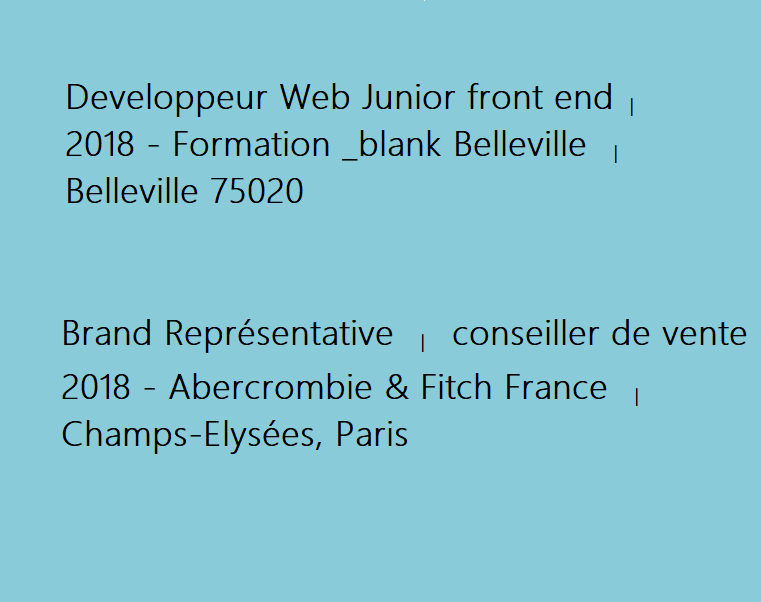 Developpeur Web Junior front end |
2018 - Formation _blank Belleville |
Belleville 75020
Brand Représentative | conseiller de vente
2018 - Abercrombie & Fitch France |
Champs-Elysées, Paris